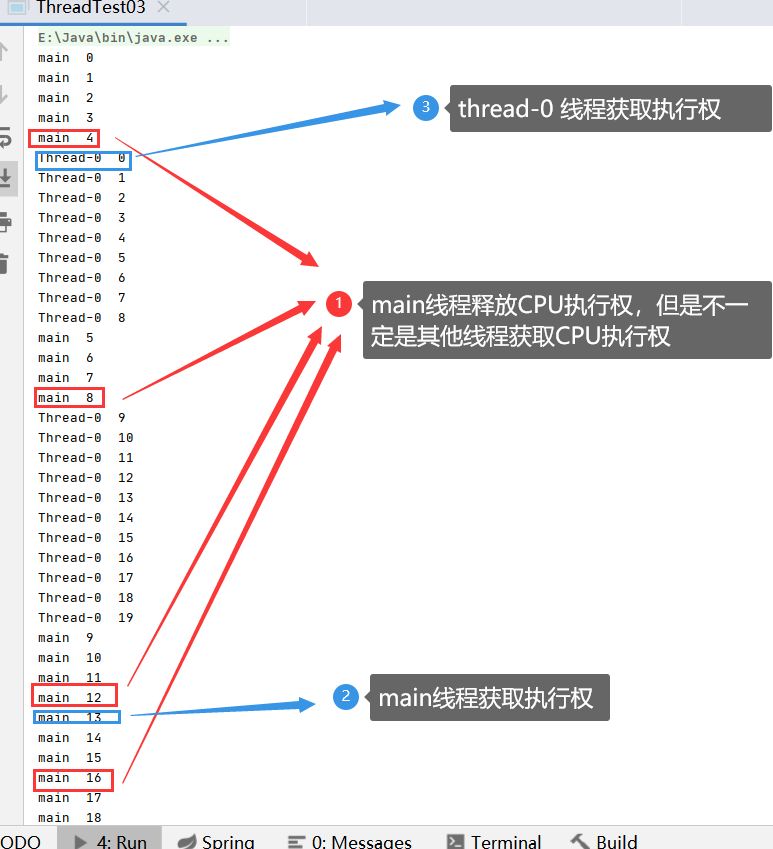 ThreadTest03
E:\Java\bin\java.exe ...
main 0
main 1
main 2
main 3
main 4
Thread-0 0
3 thread-0 线程获取执行权
Thread-0 1
Thread-0 2
Thread-0 3
Thread-0 4
Thread-0 5
Thread-0 6
Thread-0 7
Thread-0 8
1 main线程释放CPU执行权，但是不一
定是其他线程获取CPU执行权
main 5
main 6
main 7
main 8
Thread-0 9
Thread-0 10
Thread-0 11
Thread-0 12
Thread-0 13
Thread-0 14
Thread-0 15
Thread-0 16
Thread-0 17
Thread-0 18
Thread-0 19
main 9
main 10
main 11
main 12
main 13
2 main线程获取执行权
main 14
main 15
main 16
main 17
main 18
ODO 4: Run Spring 0: Messages Terminal Build